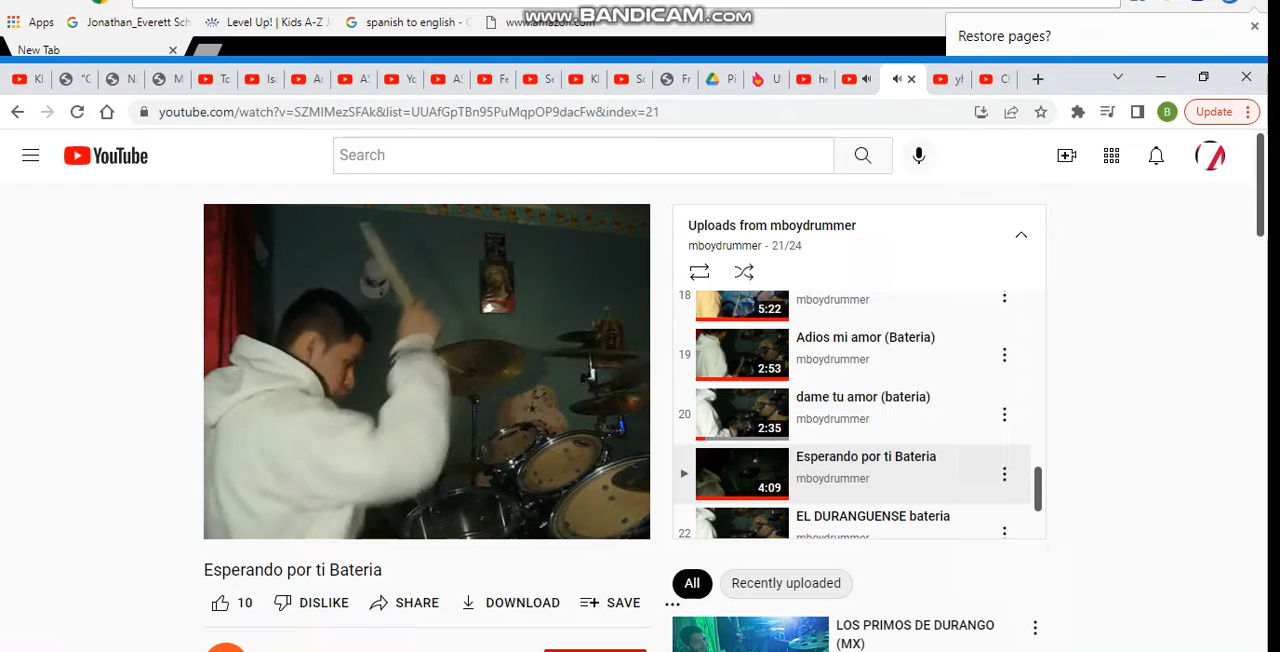 www.BANDICAM.com
Apps
Jonathan_Everett Sch
Level Up! | Kids A-Z
spanish to english - G
www.amazon.com
Restore pages?
New Tab
youtube.com/watch?v=SZMIMezSFAk&list=UUAfGpTBn95PuMqpOP9dacFw&index=21
B
Update
YouTube
Search
Uploads from mboydrummer
mboydrummer - 21/24
18
5:22
mboydrummer
19
2:53
Adios mi amor (Bateria)
mboydrummer
20
2:35
dame tu amor (bateria)
mboydrummer
4:09
Esperando por ti Bateria
mboydrummer
22
EL DURANGUENSE bateria
mboydrummer
Esperando por ti Bateria
10
DISLIKE
SHARE
DOWNLOAD
SAVE
All
Recently uploaded
LOS PRIMOS DE DURANGO
(MX)